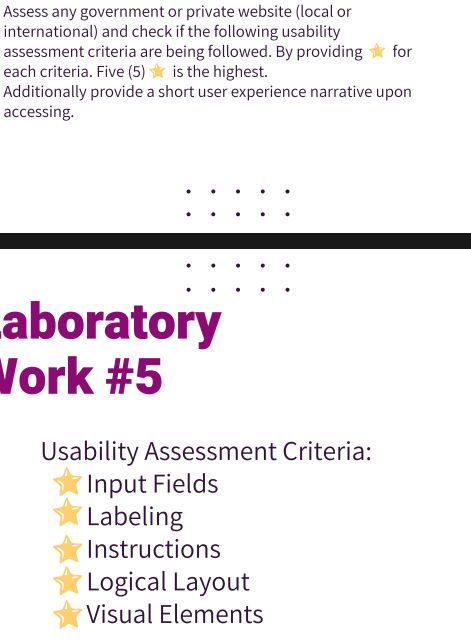 Assess any government or private website (local or
international) and check if the following usability
assessment criteria are being followed. By providing ⭐ for
each criteria. Five (5) ⭐ is the highest.
Additionally provide a short user experience narrative upon
accessing.
aboratory
Work #5
Usability Assessment Criteria:
⭐ Input Fields
⭐ Labeling
⭐ Instructions
⭐ Logical Layout
⭐ Visual Elements